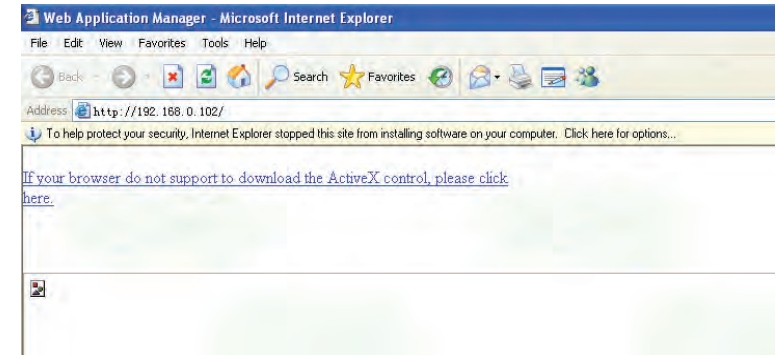 Web Application Manager - Microsoft Internet Explorer
File Edit View Favorites Tools Help
Back Search Favorites
Address http://192.168.0.102/
To help protect your security, Internet Explorer stopped this site from installing software on your computer. Click here for options...
If your browser do not support to download the ActiveX control, please click
here.